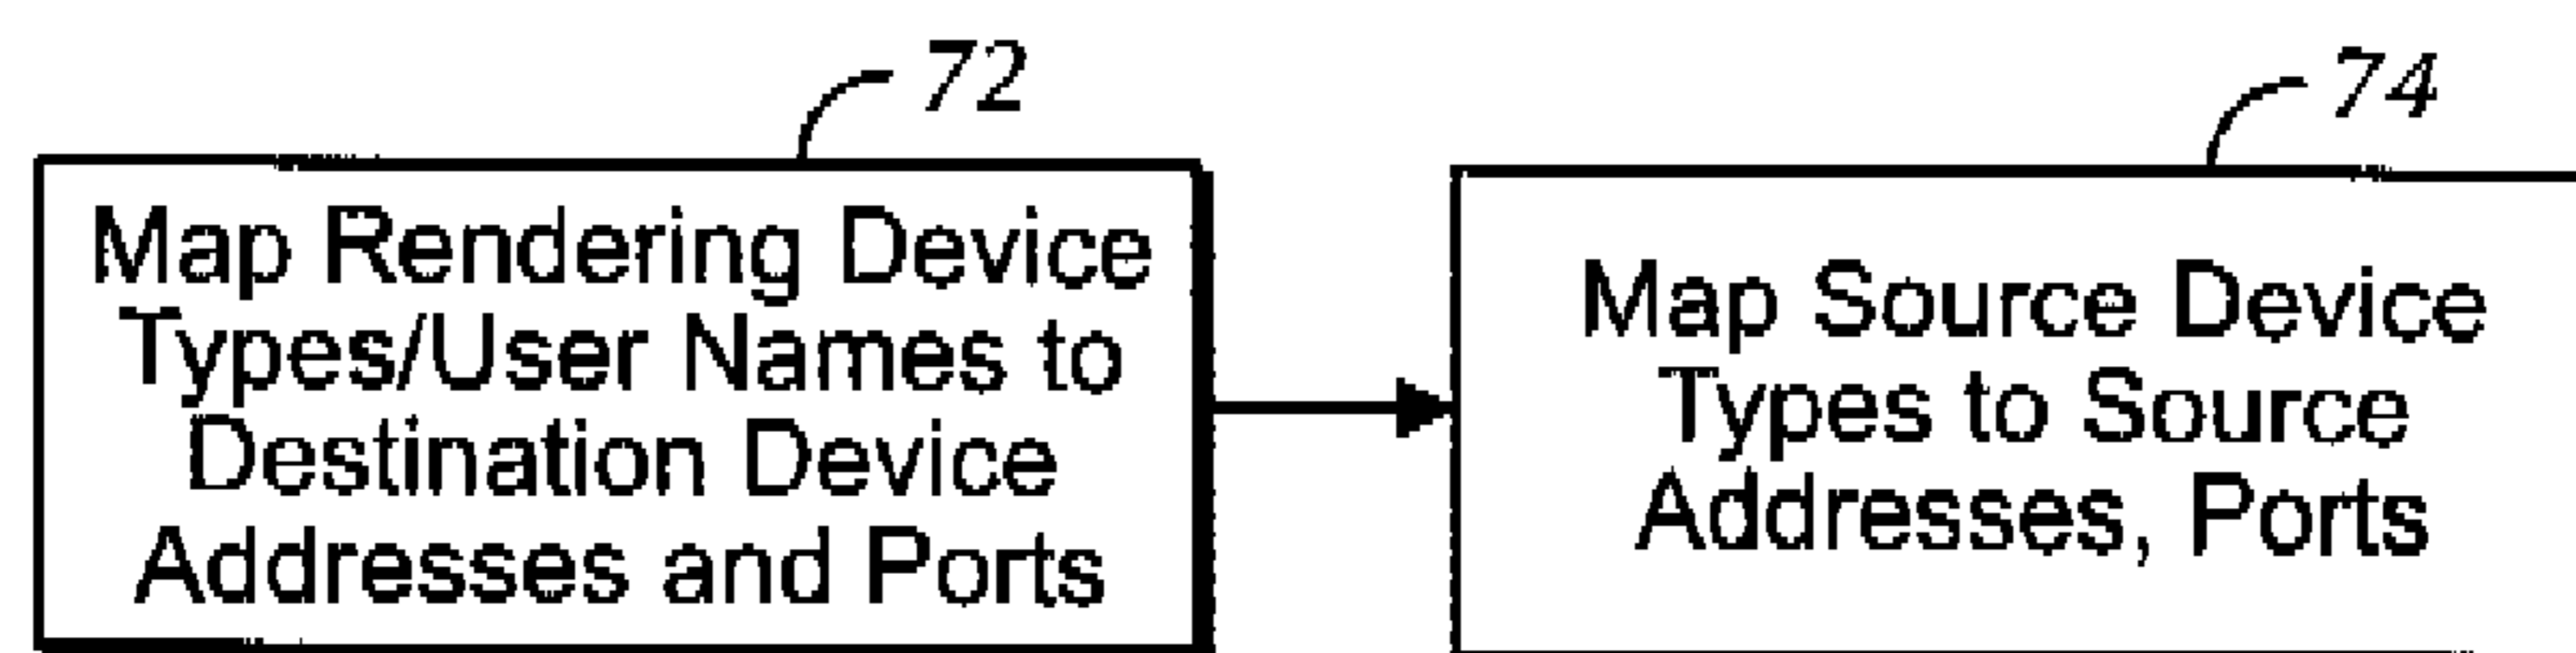 72
Map Rendering Device
Types/User Names to
Destination Device
Addresses and Ports
74
Map Source Device
Types to Source
Addresses, Ports